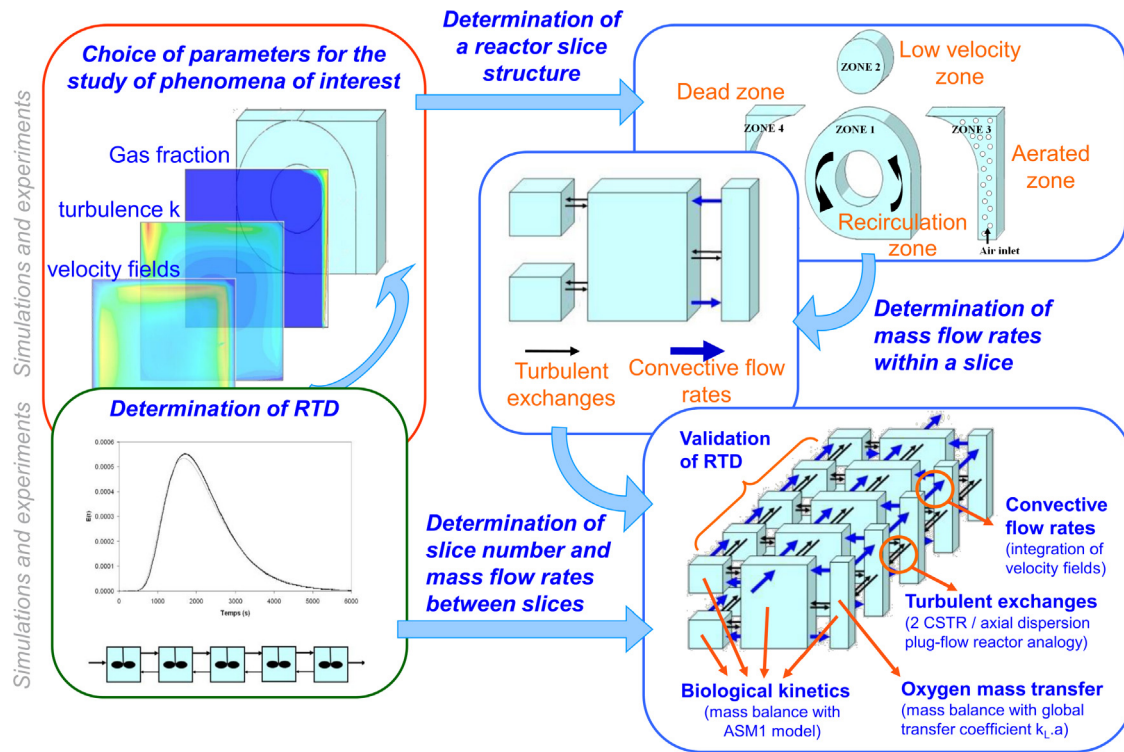 Simulations and experiments
Simulations and experiments
Choice of parameters for the
study of phenomena of interest
Gas fraction
turbulence k
velocity fields
Determination of
a reactor slice
structure
Low velocity
zone
ZONE 2
Dead zone
ZONE 4
ZONE 1
ZONE 3
Aerated
zone
Recirculation
zone
Air inlet
Turbulent
exchanges
Convective flow
rates
Determination of
mass flow rates
within a slice
Determination of RTD
0.0006
0.0005
0.0004
0.0003
0.0002
0.0001
0.0000
E(t)
0
1000
2000
3000
4000
5000
6000
Temps (s)
Determination of
slice number and
mass flow rates
between slices
Validation
of RTD
Convective
flow rates
(integration of
velocity fields)
Turbulent exchanges
(2 CSTR / axial dispersion
plug-flow reactor analogy)
Biological kinetics
(mass balance with
ASM1 model)
Oxygen mass transfer
(mass balance with global
transfer coefficient kL.a)